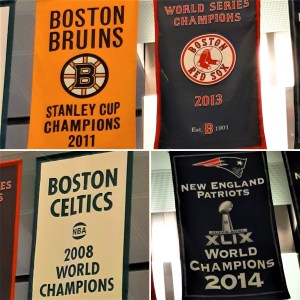 BOSTON
BRUINS
B
STANLEY CUP
CHAMPIONS
2011
WORLD SERIES
CHAMPIONS
BOSTON
RED SOX
2013
Est. B 1901
BOSTON
CELTICS
NBA
2008
WORLD
CHAMPIONS
NEW ENGLAND
PATRIOTS
XLIX
WORLD
CHAMPIONS
2014